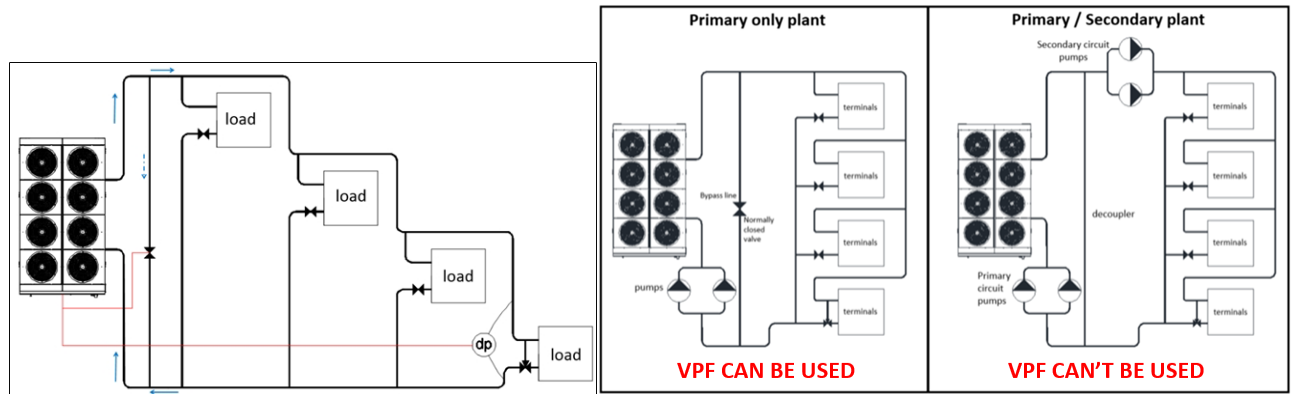 load
load
load
dp
load
Primary only plant
terminals
terminals
Bypass line
Normally
closed
valve
terminals
pumps
terminals
VPF CAN BE USED
Primary / Secondary plant
Secondary circuit
pumps
terminals
terminals
decoupler
terminals
Primary
circuit
pumps
terminals
VPF CAN’T BE USED